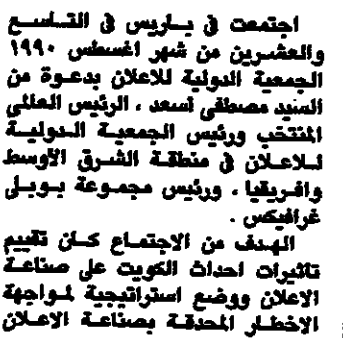 اجتمعت في باريس في التاسع
والعشرين من شهر اغسطس ١٩٩٠
الجمعية الدولية للاعلان بدعوة من
السيد مصطفى اسعد ، الرئيس العالمي
المنتخب ورئيس الجمعية الدولية
للاعلان في منطقة الشرق الأوسط
وافريقيا ، ورئيس مجموعة بوبلي
غرافيكس .
الهدف من الاجتماع كان تقييم
تاثيرات احداث الكويت على صناعة
الاعلان ووضع استراتيجية لمواجهة
الاخطار المحدقة بصناعة الاعلان